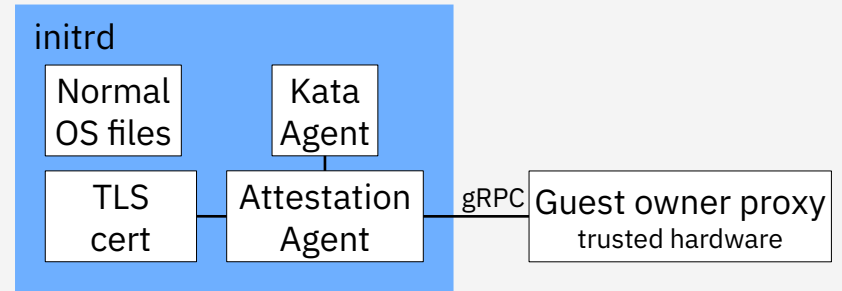 initrd
Normal
OS files
Kata
Agent
TLS
cert
Attestation
Agent
gRPC
Guest owner proxy
trusted hardware